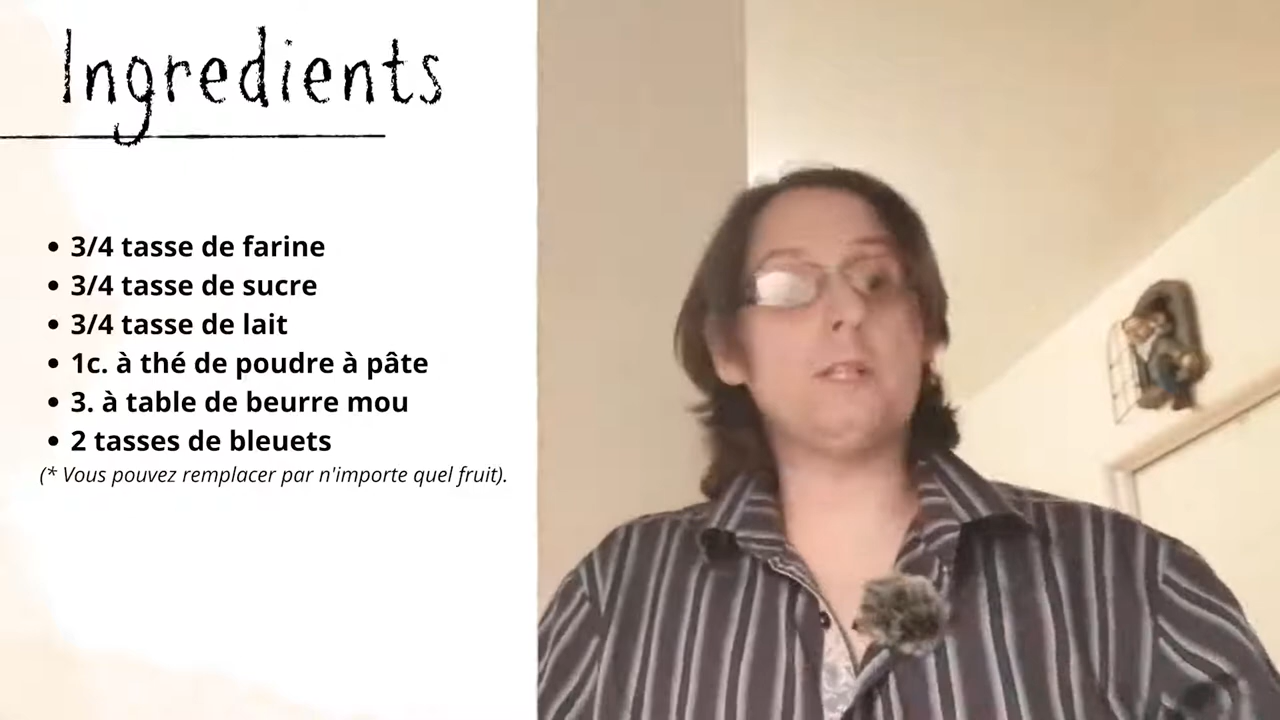 Ingredients
3/4 tasse de farine
3/4 tasse de sucre
3/4 tasse de lait
1c. à thé de poudre à pâte
3. à table de beurre mou
2 tasses de bleuets
(* Vous pouvez remplacer par n'importe quel fruit).